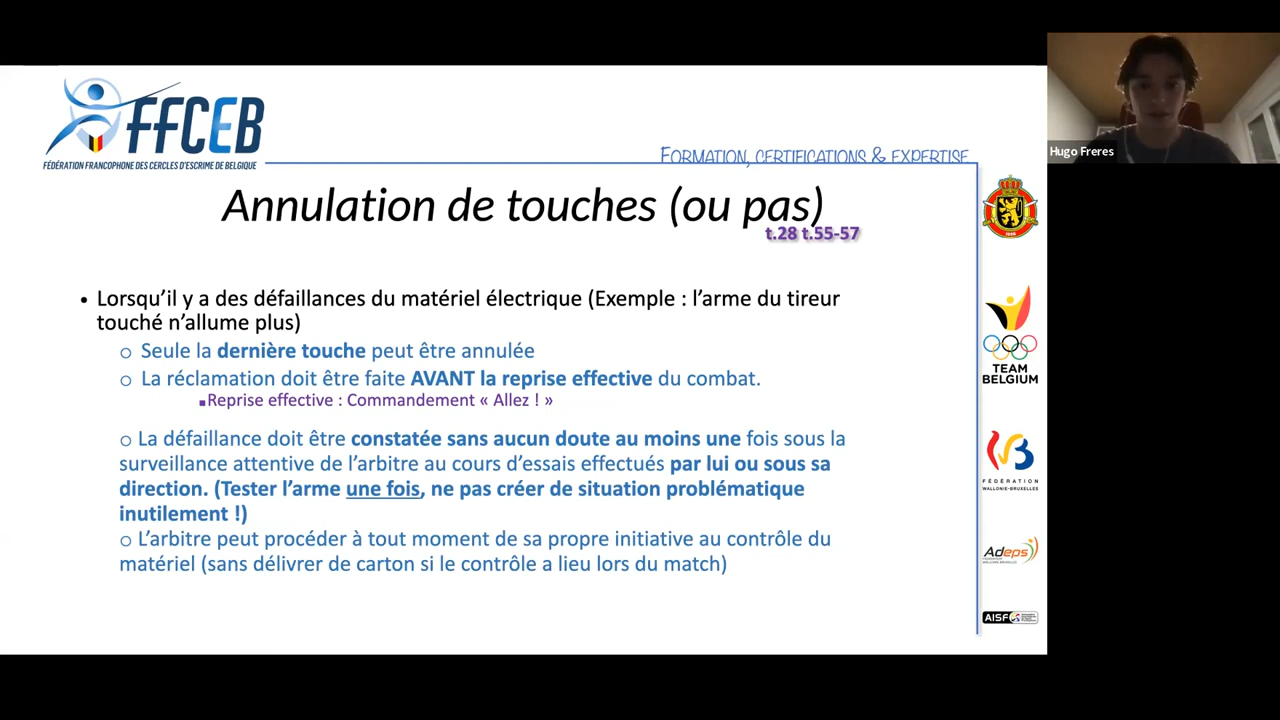 FFCEB
FÉDÉRATION FRANCOPHONE DES CERCLES D'ESCRIME DE BELGIQUE
FORMATION, CERTIFICATIONS & EXPERTISE
Hugo Freres
Annulation de touches (ou pas)
t.28 t.55-57
• Lorsqu'il y a des défaillances du matériel électrique (Exemple : l'arme du tireur
touché n'allume plus)
o Seule la dernière touche peut être annulée
o La réclamation doit être faite AVANT la reprise effective du combat.
▪Reprise effective : Commandement « Allez ! »
o La défaillance doit être constatée sans aucun doute au moins une fois sous la
surveillance attentive de l'arbitre au cours d'essais effectués par lui ou sous sa
direction. (Tester l'arme une fois, ne pas créer de situation problématique
inutilement !)
o L'arbitre peut procéder à tout moment de sa propre initiative au contrôle du
matériel (sans délivrer de carton si le contrôle a lieu lors du match)
TEAM
BELGIUM
FÉDÉRATION
WALLONIE-BRUXELLES
Adeps
AISF